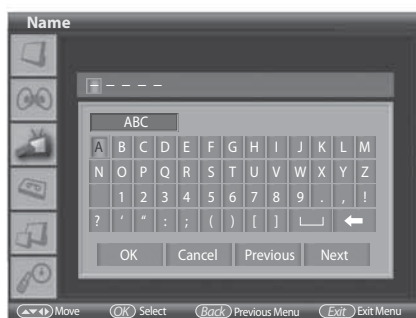 Name
– – – – –
ABC
A B C D E F G H I J K L M
N O P Q R S T U V W X Y Z
1 2 3 4 5 6 7 8 9 . , !
? ‘ “ : ; ( ) [ ]
OK Cancel Previous Next
Move OK Select Back Previous Menu Exit Exit Menu